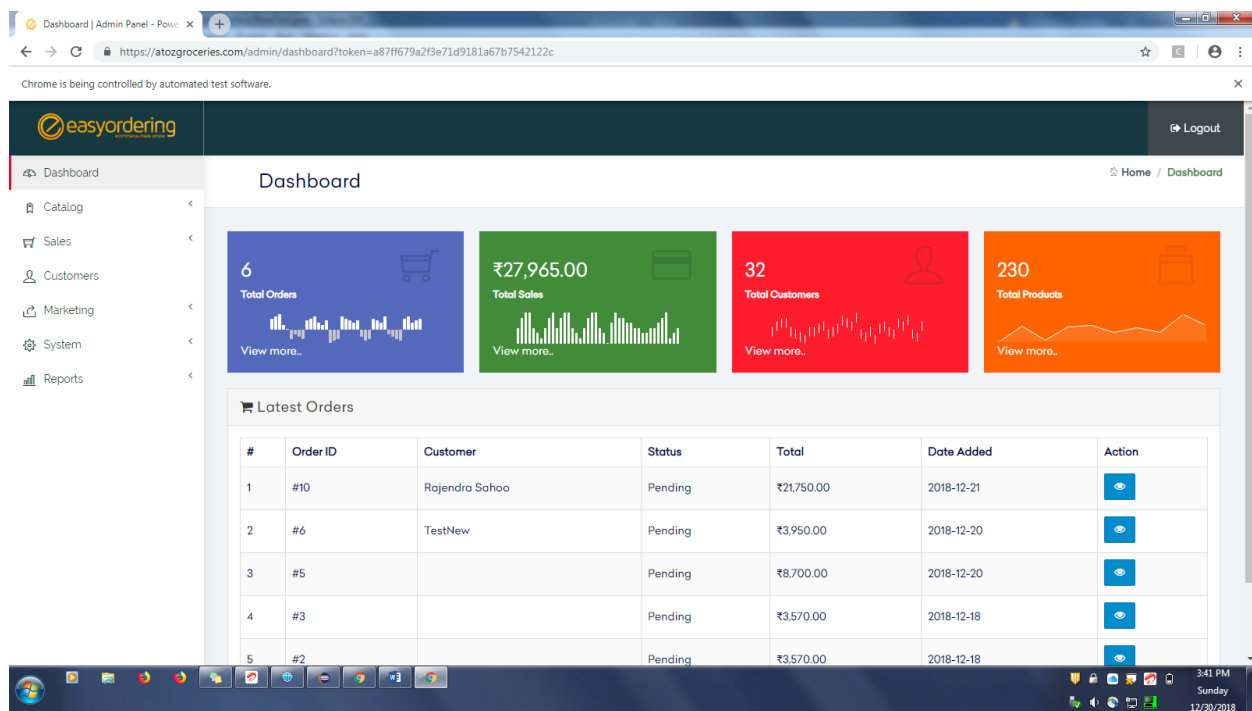 Dashboard | Admin Panel - Powe
https://atozgroceries.com/admin/dashboard?token=a87ff679a2f3e71d9181a67b7542122c
Chrome is being controlled by automated test software.
easyordering
ecommerce made simple
Logout
Dashboard
Catalog
Sales
Customers
Marketing
System
Reports
Dashboard
Home / Dashboard
6
Total Orders
View more..
₹27,965.00
Total Sales
View more..
32
Total Customers
View more..
230
Total Products
View more..
Latest Orders
# Order ID Customer Status Total Date Added Action
1 #10 Rajendra Sahoo Pending ₹21,750.00 2018-12-21
2 #6 TestNew Pending ₹3,950.00 2018-12-20
3 #5 Pending ₹8,700.00 2018-12-20
4 #3 Pending ₹3,570.00 2018-12-18
5 #2 Pending ₹3,570.00 2018-12-18
3:41 PM
Sunday
12/30/2018